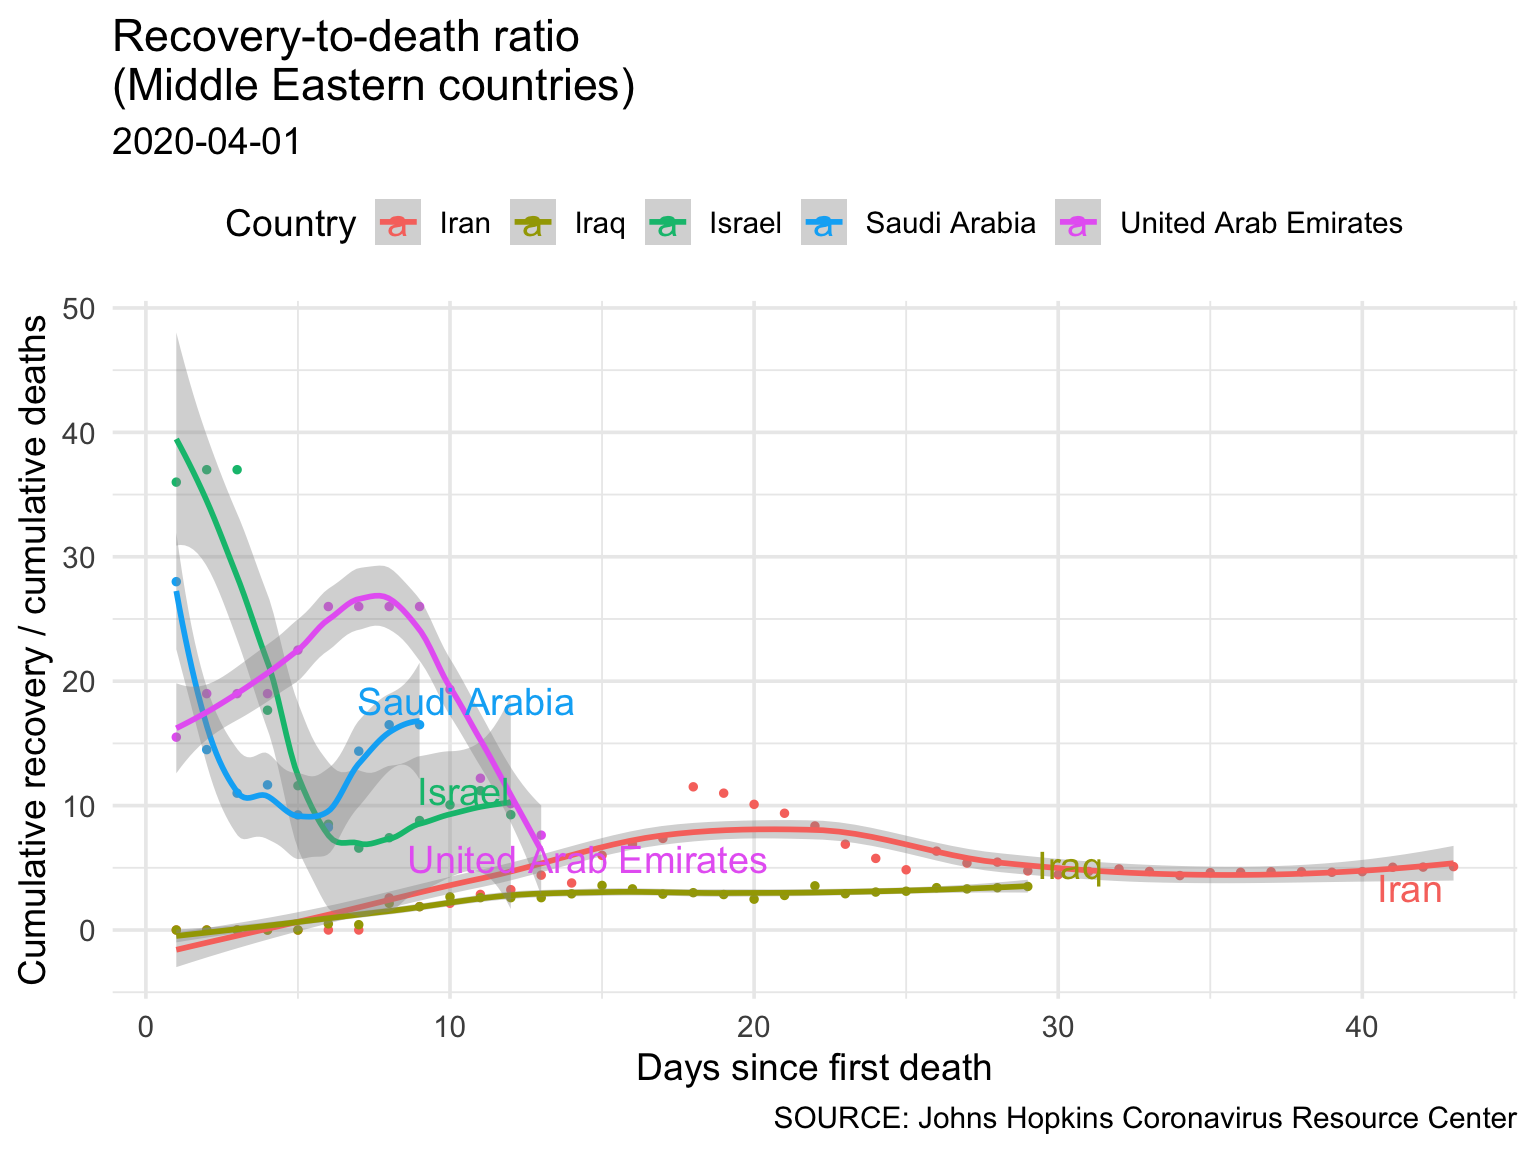 Recovery-to-death ratio
(Middle Eastern countries)
2020-04-01
Country a Iran a Iraq a Israel a Saudi Arabia a United Arab Emirates
Cumulative recovery / cumulative deaths
50
40
30
20
10
0
Saudi Arabia
Israel
United Arab Emirates
Iraq
Iran
0 10 20 30 40
Days since first death
SOURCE: Johns Hopkins Coronavirus Resource Center